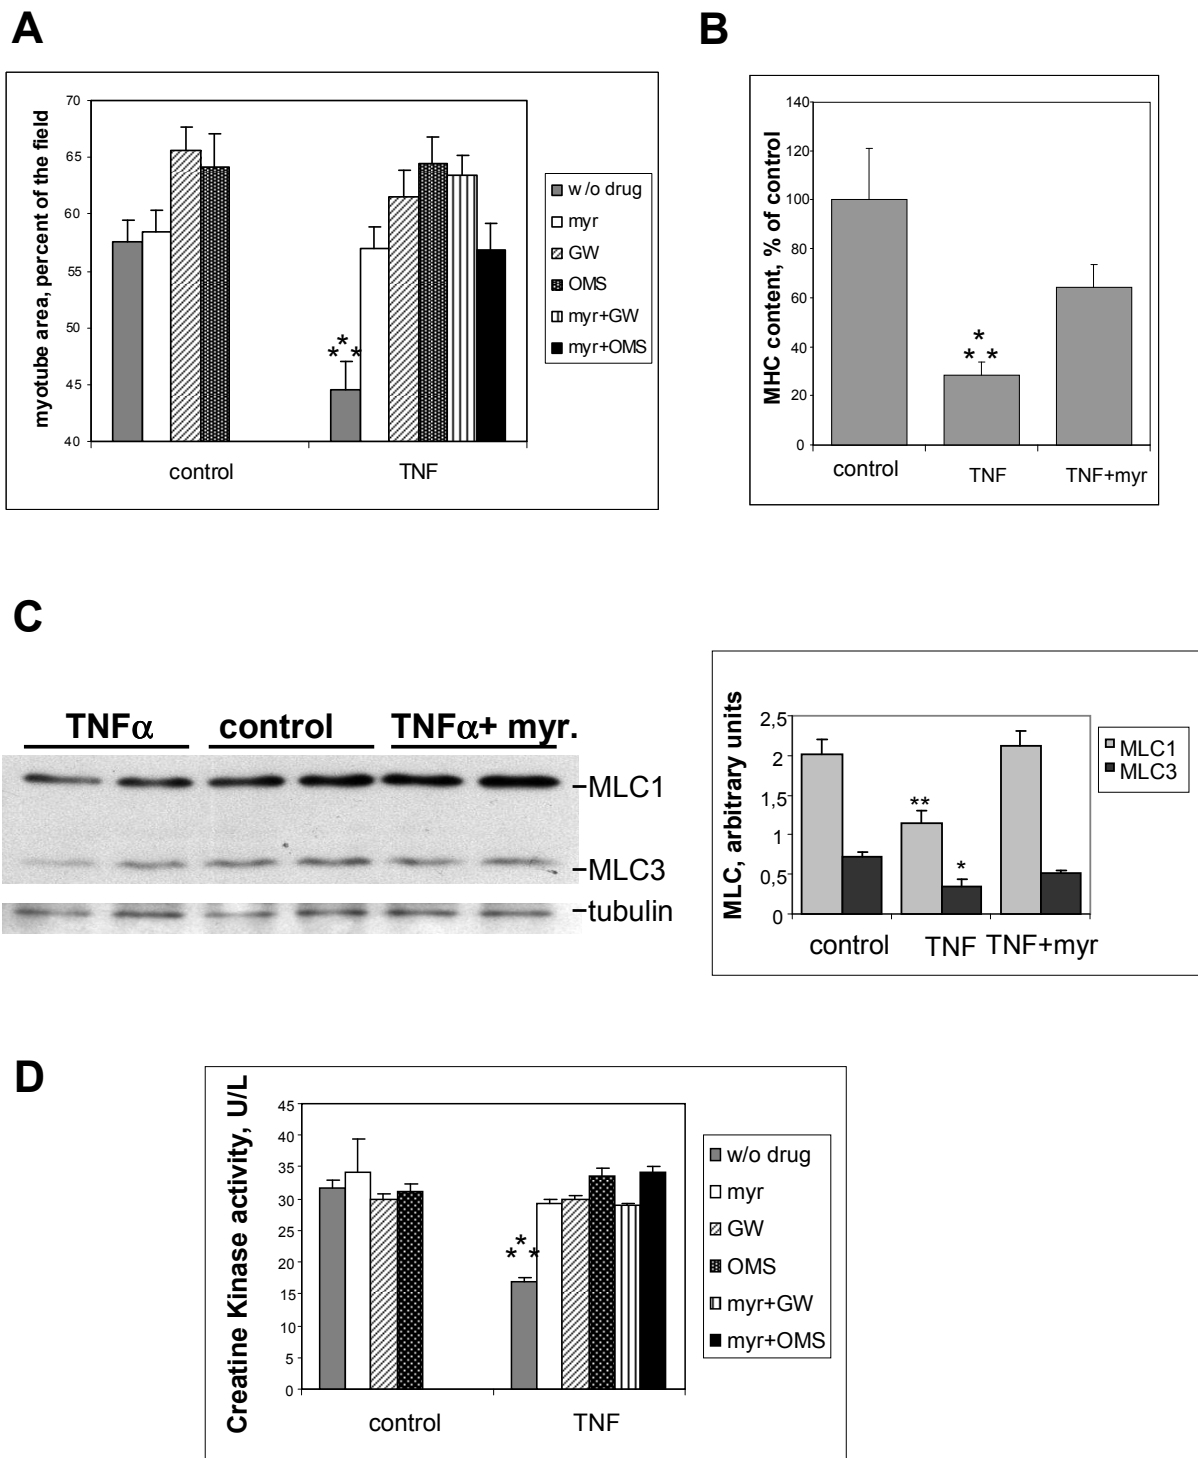 A
myotube area, percent of the field
70
65
60
55
50
45
40
***
control
TNF
w/o drug
myr
GW
OMS
myr+GW
myr+OMS
B
MHC content, % of control
140
120
100
80
60
40
20
0
***
control
TNF
TNF+myr
C
TNFα control TNFα+ myr.
–MLC1
–MLC3
–tubulin
MLC, arbitrary units
2,5
2
1,5
1
0,5
0
**
*
control
TNF
TNF+myr
MLC1
MLC3
D
Creatine Kinase activity, U/L
45
40
35
30
25
20
15
10
5
0
***
control
TNF
w/o drug
myr
GW
OMS
myr+GW
myr+OMS